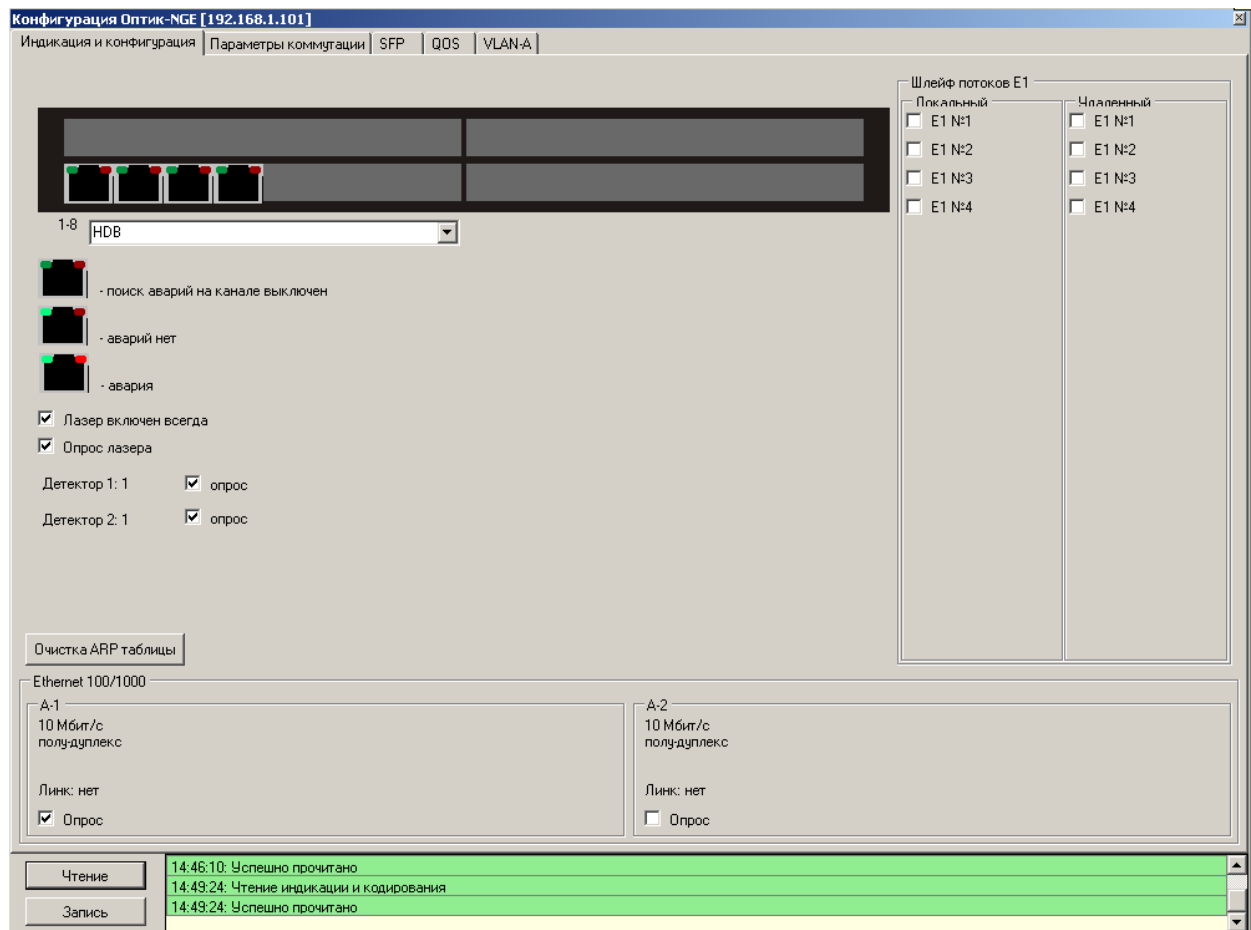 Конфигурация Оптик-NGE [192.168.1.101]
Индикация и конфигурация Параметры коммутации SFP QOS VLAN-A
Шлейф потоков E1
Локальный Удаленный
E1 №1 E1 №1
E1 №2 E1 №2
E1 №3 E1 №3
E1 №4 E1 №4
1-8 HDB
- поиск аварий на канале выключен
- аварий нет
- авария
Лазер включен всегда
Опрос лазера
Детектор 1: 1 опрос
Детектор 2: 1 опрос
Очистка ARP таблицы
Ethernet 100/1000
A-1 A-2
10 Мбит/с 10 Мбит/с
полу-дуплекс полу-дуплекс
Линк: нет Линк: нет
Опрос Опрос
Чтение
Запись
14:46:10: Успешно прочитано
14:49:24: Чтение индикации и кодирования
14:49:24: Успешно прочитано